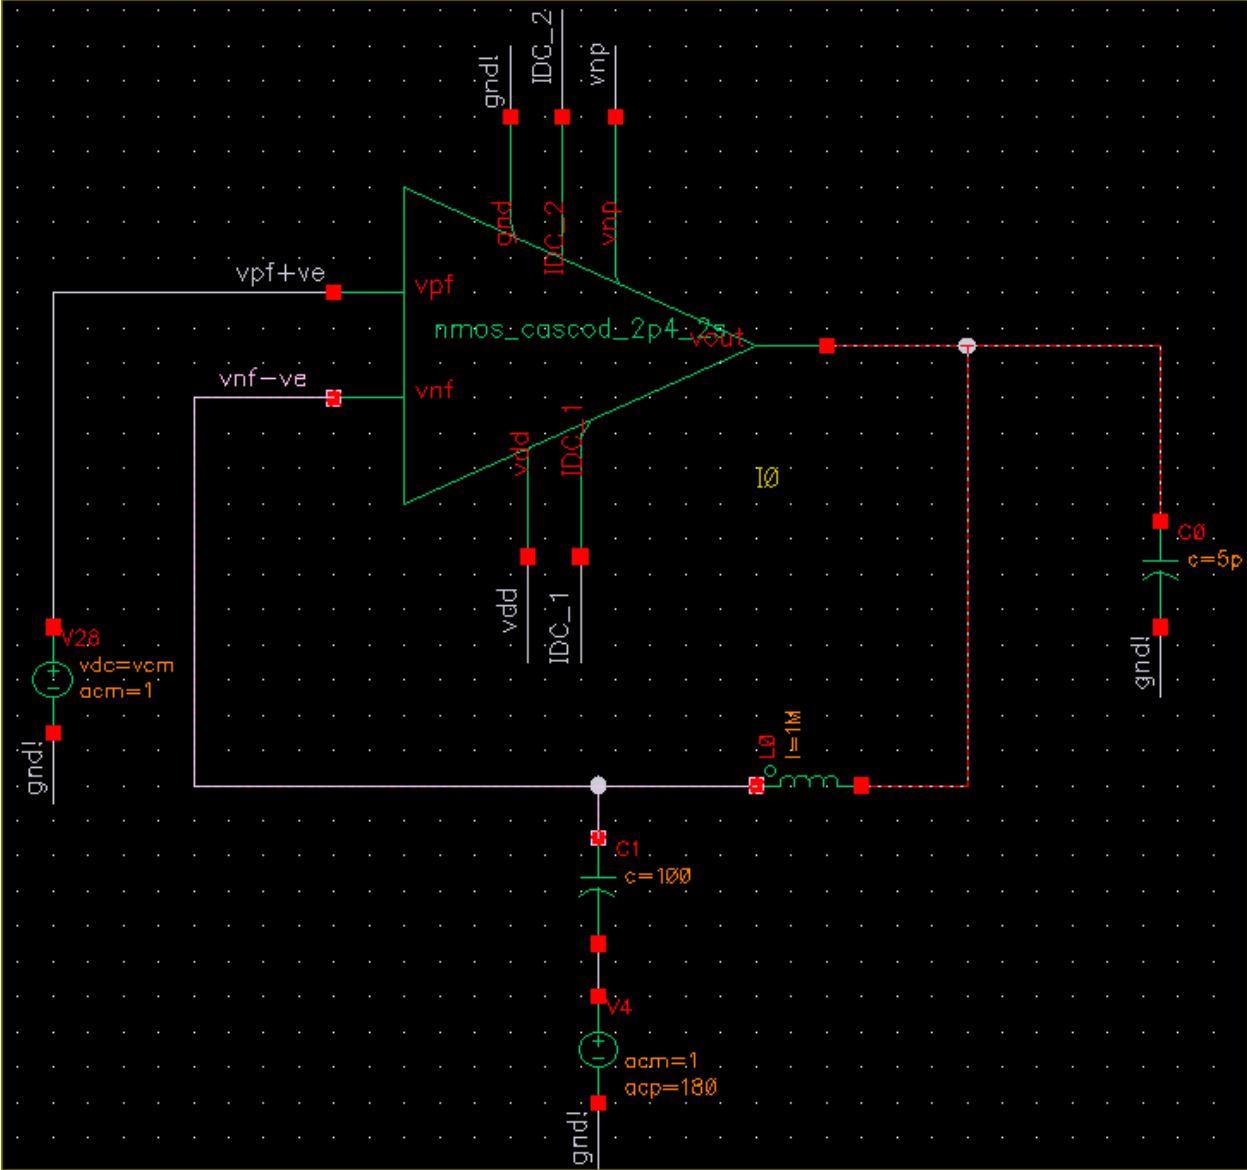 gnd!
IDC_2
vnp
gnd
IDC_2
vnp
vpf+ve
vpf
nmos_cascod_2p4_2s
vout
vnf-ve
vnf
vdd
IDC_1
I0
C0
c=5p
vdd
IDC_1
gnd!
V28
vdc=vcm
acm=1
gnd!
L0
l=1M
C1
c=100
V4
acm=1
acp=180
gnd!